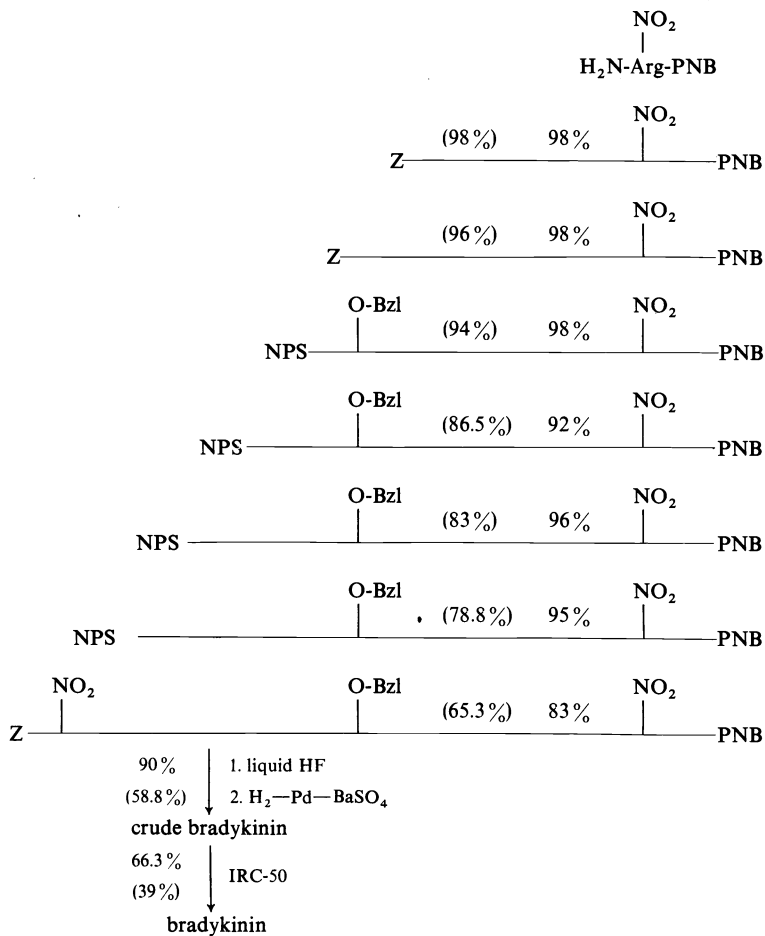 NO2
H2N-Arg-PNB
NO2
(98%) 98%
Z PNB
NO2
(96%) 98%
Z PNB
O-Bzl NO2
(94%) 98%
NPS PNB
O-Bzl NO2
(86.5%) 92%
NPS PNB
O-Bzl NO2
(83%) 96%
NPS PNB
O-Bzl NO2
(78.8%) 95%
NPS PNB
NO2 O-Bzl NO2
(65.3%) 83%
Z PNB
90% 1. liquid HF
(58.8%) 2. H2—Pd—BaSO4
crude bradykinin
66.3%
IRC-50
(39%)
bradykinin